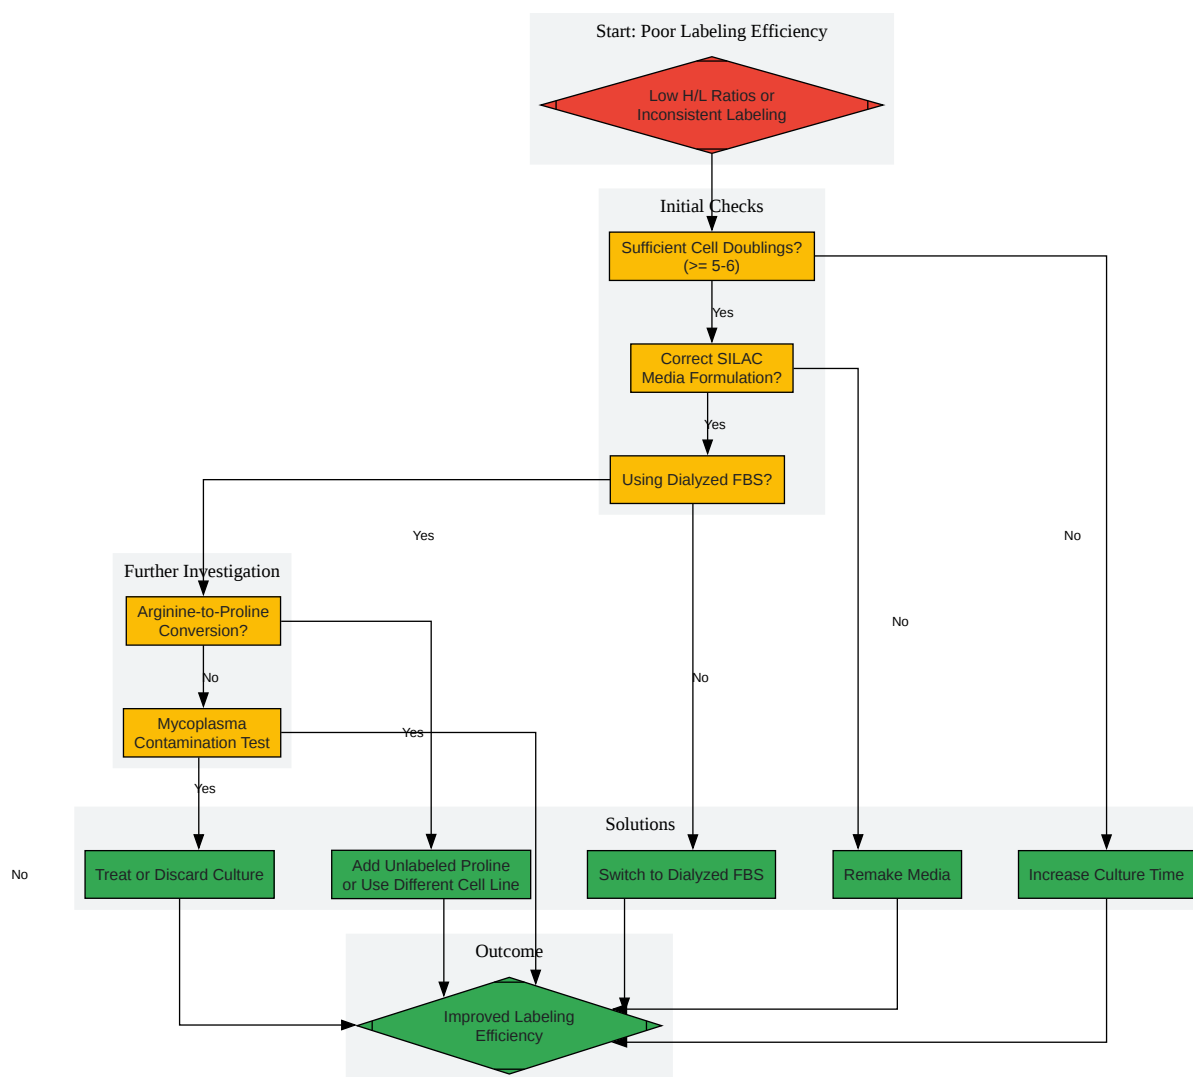 Start: Poor Labeling Efficiency
Low H/L Ratios or
Inconsistent Labeling
Initial Checks
Sufficient Cell Doublings?
(>= 5-6)
Yes
Correct SILAC
Media Formulation?
Yes
Using Dialyzed FBS?
Yes
No
Further Investigation
Arginine-to-Proline
Conversion?
No
No
No
Mycoplasma
Contamination Test
Yes
Yes
Solutions
No
Treat or Discard Culture
Add Unlabeled Proline
or Use Different Cell Line
Switch to Dialyzed FBS
Remake Media
Increase Culture Time
Outcome
Improved Labeling
Efficiency